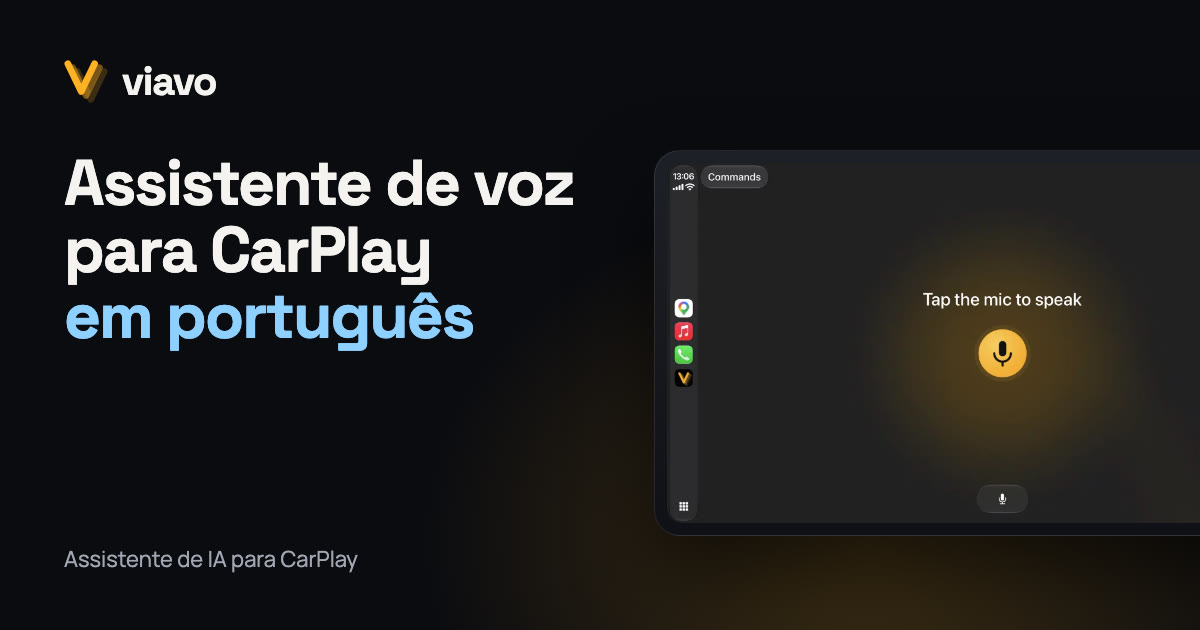 viavo
Assistente de voz
para CarPlay
em português
Assistente de IA para CarPlay
13:06
Commands
Tap the mic to speak